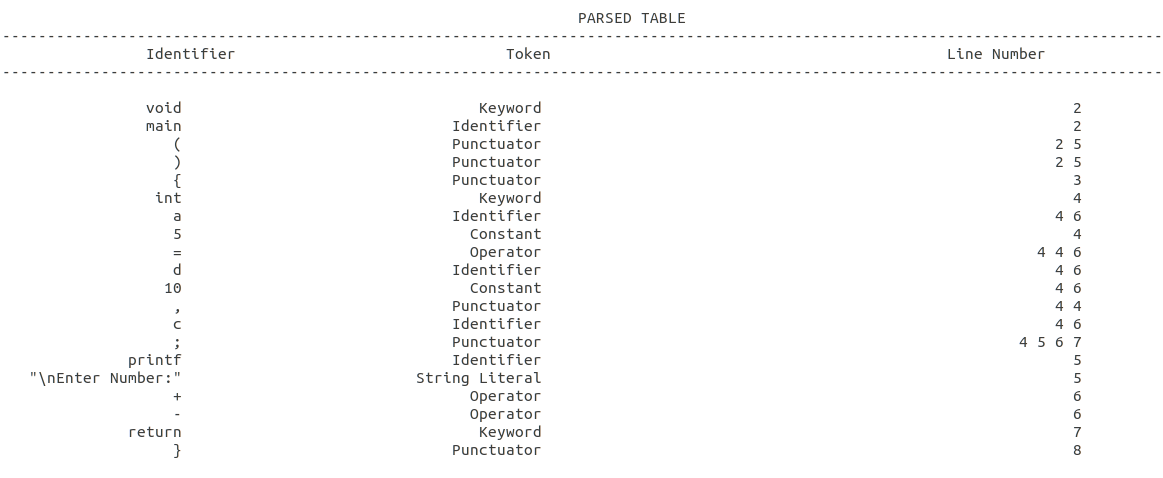 PARSED TABLE
---------------------------------------------------------------------------------------------------------------------------------
Identifier Token Line Number
---------------------------------------------------------------------------------------------------------------------------------
void Keyword 2
main Identifier 2
( Punctuator 2 5
) Punctuator 2 5
{ Punctuator 3
int Keyword 4
a Identifier 4 6
5 Constant 4
= Operator 4 4 6
d Identifier 4 6
10 Constant 4 6
, Punctuator 4 4
c Identifier 4 6
; Punctuator 4 5 6 7
printf Identifier 5
"\nEnter Number:" String Literal 5
+ Operator 6
- Operator 6
return Keyword 7
} Punctuator 8